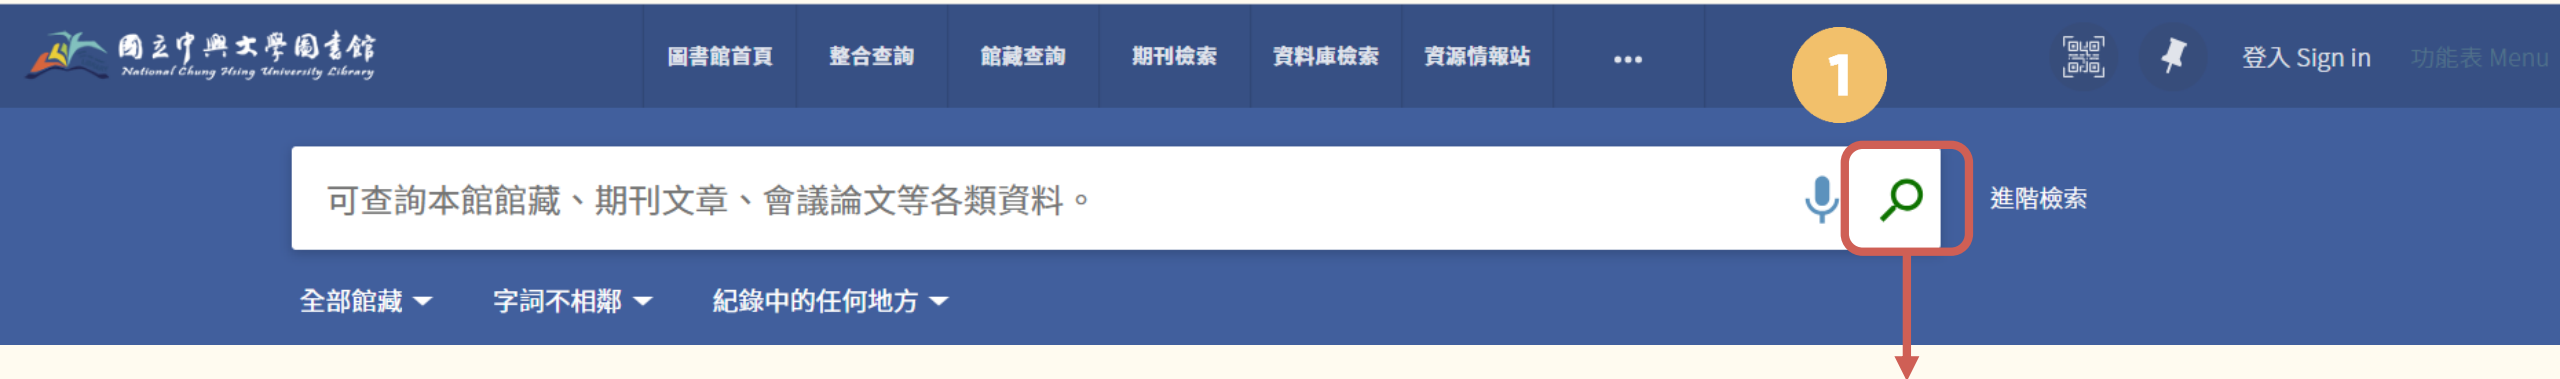 國立中興大學圖書館
National Chung Hsing University Library
圖書館首頁 整合查詢 館藏查詢 期刊檢索 資料庫檢索 資源情報站 ••• 1 登入 Sign in 功能表 Menu
可查詢本館館藏、期刊文章、會議論文等各類資料。 進階檢索
全部館藏 字詞不相鄰 紀錄中的任何地方